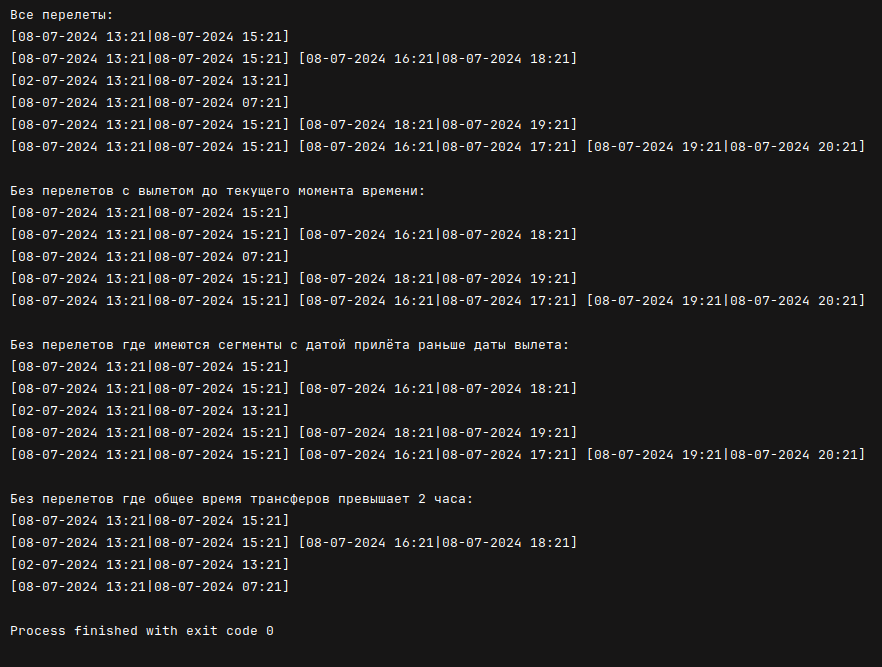 Все перелеты:
[08-07-2024 13:21|08-07-2024 15:21]
[08-07-2024 13:21|08-07-2024 15:21] [08-07-2024 16:21|08-07-2024 18:21]
[02-07-2024 13:21|08-07-2024 13:21]
[08-07-2024 13:21|08-07-2024 07:21]
[08-07-2024 13:21|08-07-2024 15:21] [08-07-2024 18:21|08-07-2024 19:21]
[08-07-2024 13:21|08-07-2024 15:21] [08-07-2024 16:21|08-07-2024 17:21] [08-07-2024 19:21|08-07-2024 20:21]
Без перелетов с вылетом до текущего момента времени:
[08-07-2024 13:21|08-07-2024 15:21]
[08-07-2024 13:21|08-07-2024 15:21] [08-07-2024 16:21|08-07-2024 18:21]
[08-07-2024 13:21|08-07-2024 07:21]
[08-07-2024 13:21|08-07-2024 15:21] [08-07-2024 18:21|08-07-2024 19:21]
[08-07-2024 13:21|08-07-2024 15:21] [08-07-2024 16:21|08-07-2024 17:21] [08-07-2024 19:21|08-07-2024 20:21]
Без перелетов где имеются сегменты с датой прилёта раньше даты вылета:
[08-07-2024 13:21|08-07-2024 15:21]
[08-07-2024 13:21|08-07-2024 15:21] [08-07-2024 16:21|08-07-2024 18:21]
[02-07-2024 13:21|08-07-2024 13:21]
[08-07-2024 13:21|08-07-2024 15:21] [08-07-2024 18:21|08-07-2024 19:21]
[08-07-2024 13:21|08-07-2024 15:21] [08-07-2024 16:21|08-07-2024 17:21] [08-07-2024 19:21|08-07-2024 20:21]
Без перелетов где общее время трансферов превышает 2 часа:
[08-07-2024 13:21|08-07-2024 15:21]
[08-07-2024 13:21|08-07-2024 15:21] [08-07-2024 16:21|08-07-2024 18:21]
[02-07-2024 13:21|08-07-2024 13:21]
[08-07-2024 13:21|08-07-2024 07:21]
Process finished with exit code 0